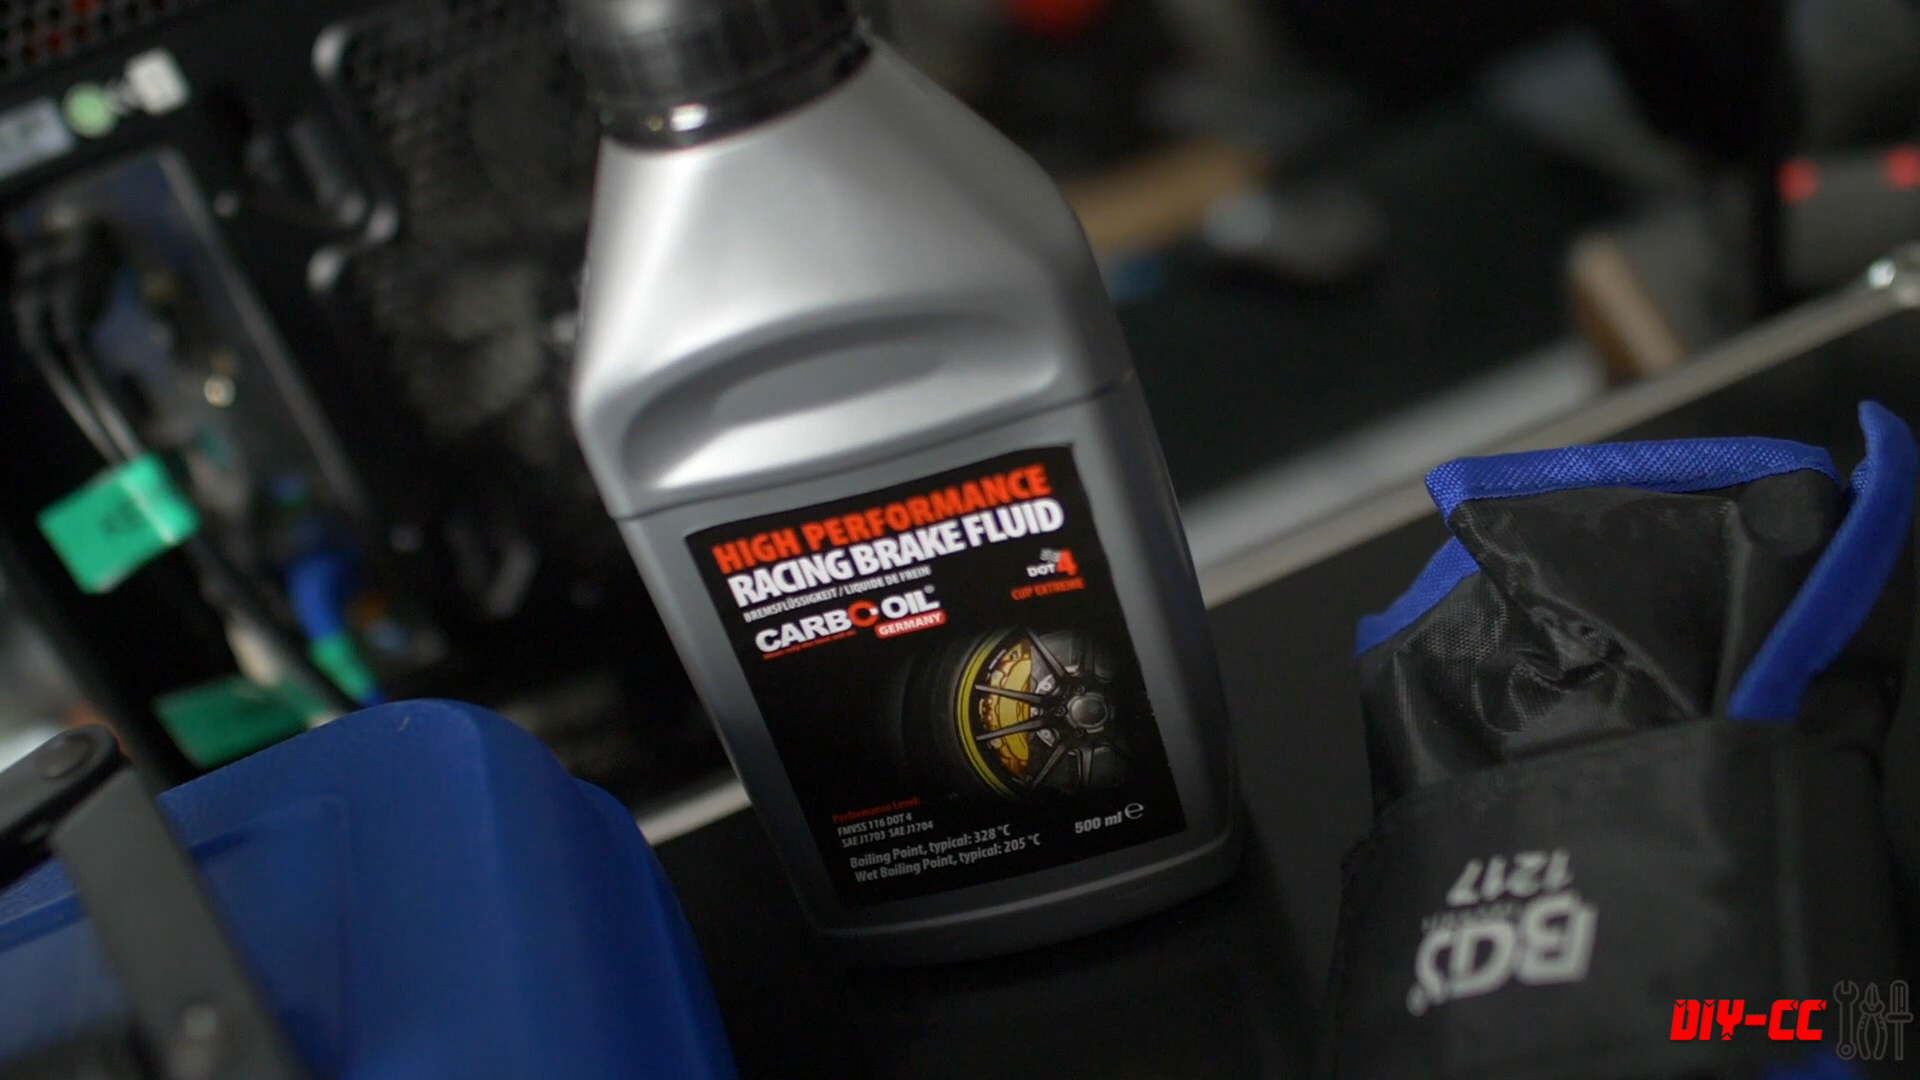 HIGH PERFORMANCE
RACING BRAKE FLUID
BREMSFLÜSSIGKEIT / LIQUIDE DE FREIN
DOT 4
CUP EXTREME
CARBO OIL®
GERMANY
Performance Level:
FMVSS 116 DOT 4
SAE J1703 SAE J1704
Boiling Point, typical: 328 °C
Wet Boiling Point, typical: 205 °C
500 ml ℮
BGS
1217
DIY-CC